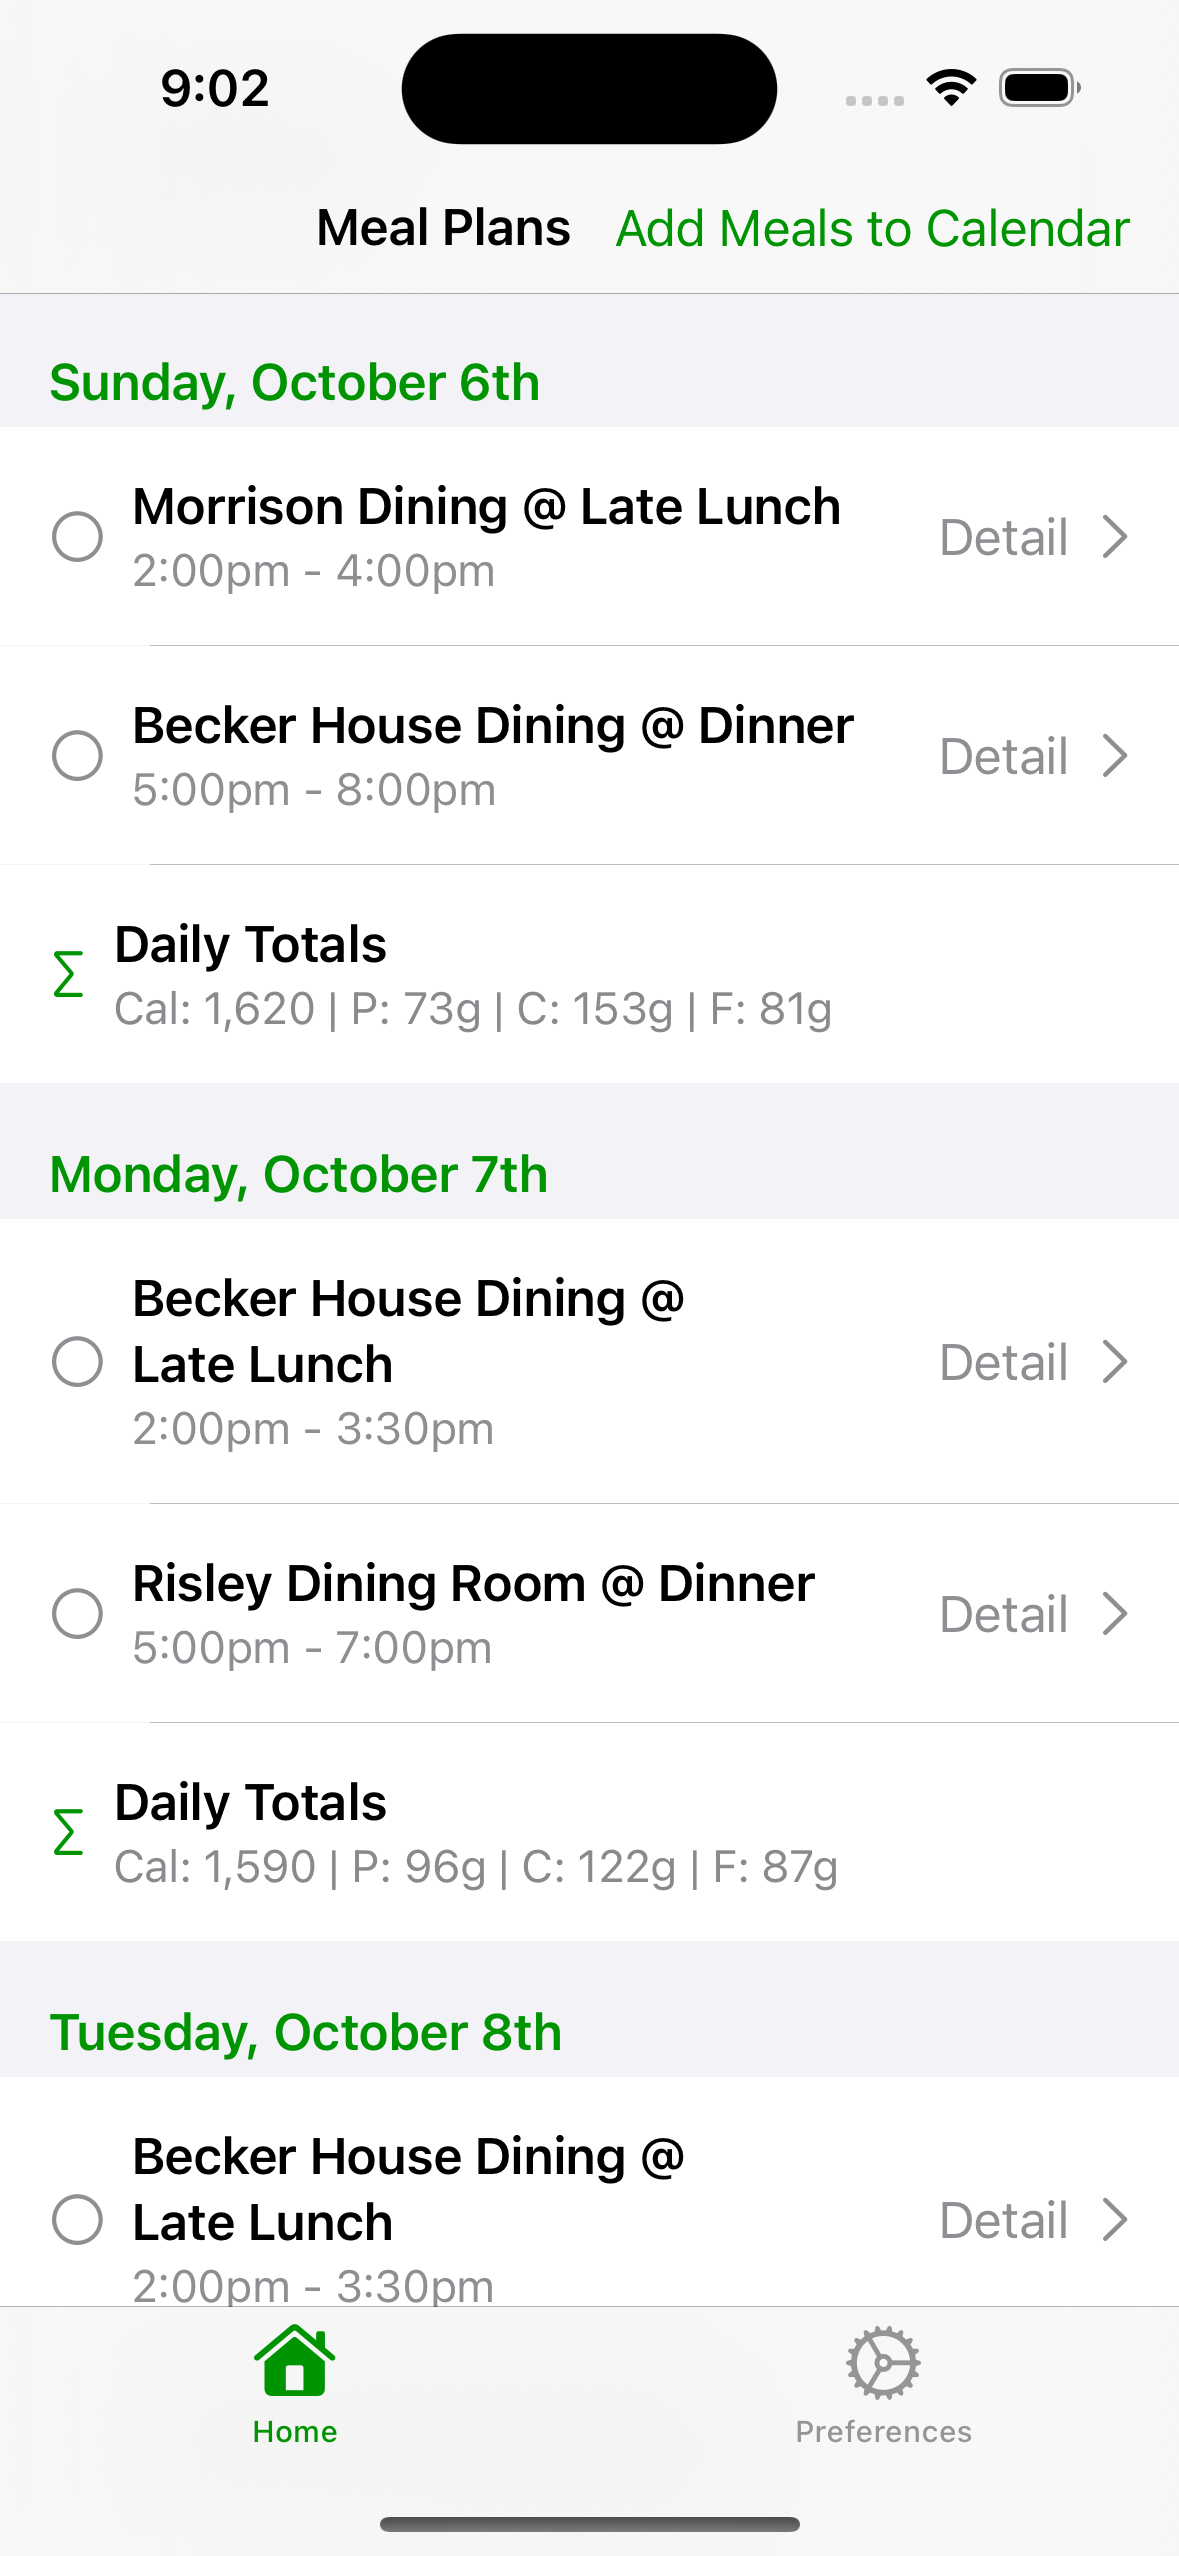 9:02
Meal Plans
Add Meals to Calendar
Sunday, October 6th
Morrison Dining @ Late Lunch
2:00pm - 4:00pm
Detail
Becker House Dining @ Dinner
5:00pm - 8:00pm
Detail
Daily Totals
Cal: 1,620 | P: 73g | C: 153g | F: 81g
Monday, October 7th
Becker House Dining @
Late Lunch
2:00pm - 3:30pm
Detail
Risley Dining Room @ Dinner
5:00pm - 7:00pm
Detail
Daily Totals
Cal: 1,590 | P: 96g | C: 122g | F: 87g
Tuesday, October 8th
Becker House Dining @
Late Lunch
2:00pm - 3:30pm
Detail
Home
Preferences